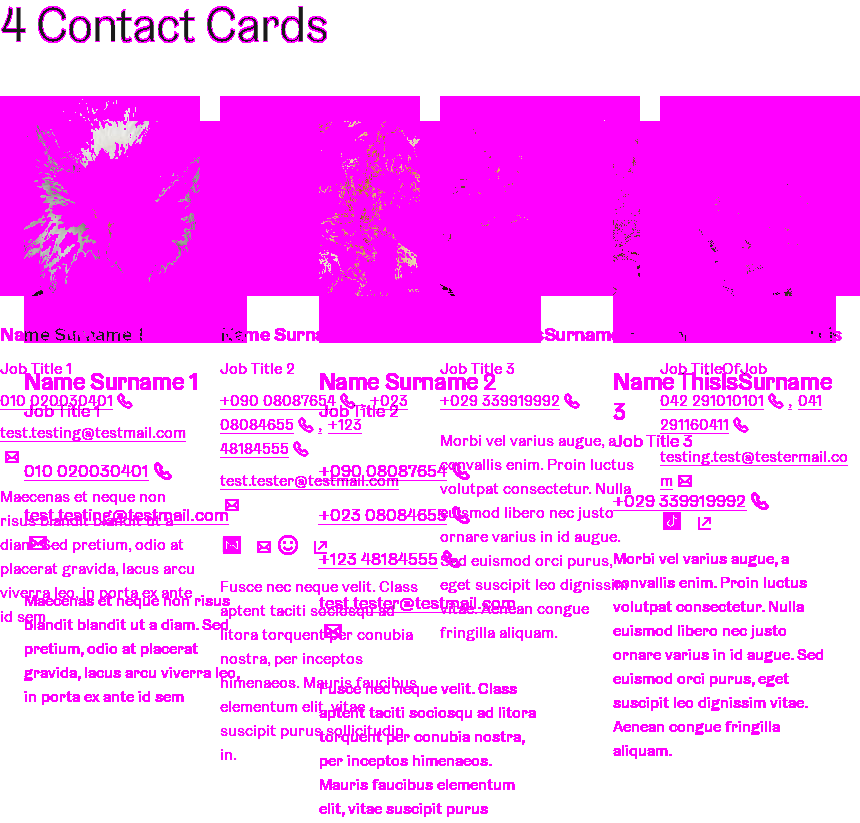 4 Contact Cards
Name Surname 1
Job Title 1
010 020030401
test.testing@testmail.com
Maecenas et neque non
risus blandit blandit ut a
diam. Sed pretium, odio at
placerat gravida, lacus arcu
viverra leo, in porta ex ante
id sem
Name Surn
Job Title 2
+090 08087654 , +023
08084655 , +123
48184555
test.tester@testmail.com
Fusce nec neque velit. Class
aptent taciti sociosqu ad
litora torquent per conubia
nostra, per inceptos
himenaeos. Mauris faucibus
elementum elit, vitae
suscipit purus sollicitudin
in.
sSurname
Job Title 3
+029 339919992
Morbi vel varius augue, a
convallis enim. Proin luctus
volutpat consectetur. Nulla
euismod libero nec justo
ornare varius in id augue.
Sed euismod orci purus,
eget suscipit leo dignissim
vitae. Aenean congue
fringilla aliquam.
Job TitleOfJob
042 291010101 , 041
291160411
testing.test@testermail.co
m
Name Surname 1
Job Title 1
010 020030401
test.testing@testmail.com
Maecenas et neque non risus
blandit blandit ut a diam. Sed
pretium, odio at placerat
gravida, lacus arcu viverra leo,
in porta ex ante id sem
Name Surname 2
Job Title 2
+090 08087654
+023 08084655
+123 48184555
test.tester@testmail.com
Fusce nec neque velit. Class
aptent taciti sociosqu ad litora
torquent per conubia nostra,
per inceptos himenaeos.
Mauris faucibus elementum
elit, vitae suscipit purus
Name ThisIsSurname
3
Job Title 3
+029 339919992
Morbi vel varius augue, a
convallis enim. Proin luctus
volutpat consectetur. Nulla
euismod libero nec justo
ornare varius in id augue. Sed
euismod orci purus, eget
suscipit leo dignissim vitae.
Aenean congue fringilla
aliquam.